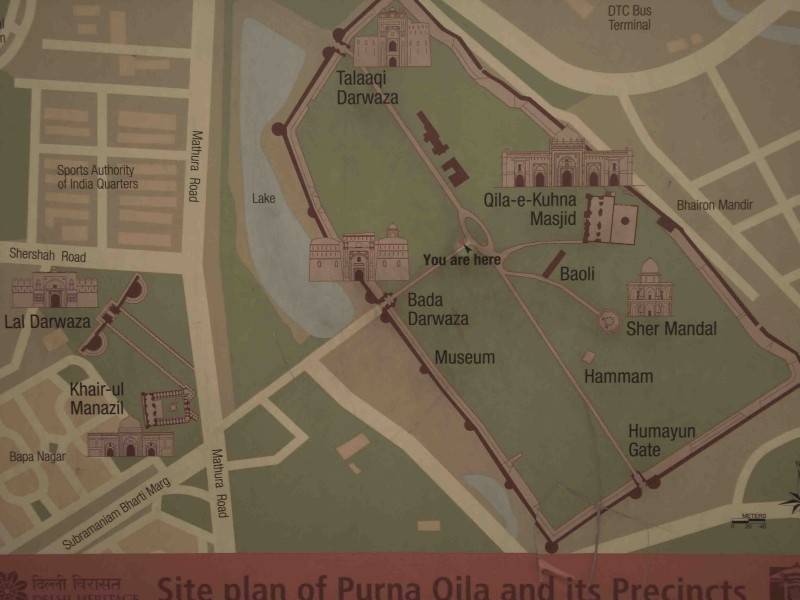 DTC Bus
Terminal
Talaaqi
Darwaza
Mathura Road
Sports Authority
of India Quarters
Lake
Qila-e-Kuhna
Masjid
Bhairon Mandir
Shershah Road
You are here
Baoli
Lal Darwaza
Bada
Darwaza
Sher Mandal
Museum
Hammam
Khair-ul
Manazil
Humayun
Gate
Bapa Nagar
Mathura Road
Subramaniam Bharti Marg
METERS
दिल्ली विरासत
DELHI HERITAGE
Site plan of Purna Qila and its Precincts